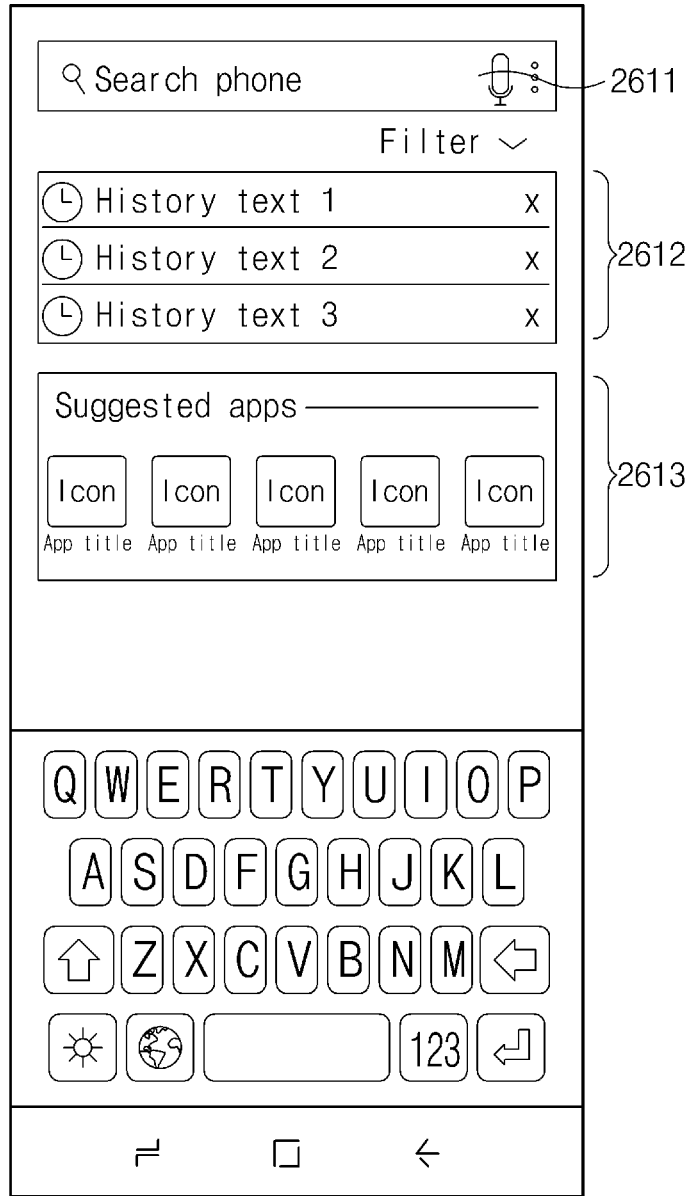 Search phone
2611
Filter
History text 1 x
History text 2 x
2612
History text 3 x
Suggested apps
Icon Icon Icon Icon Icon
2613
App title App title App title App title App title
Q W E R T Y U I O P
A S D F G H J K L
Z X C V B N M
123